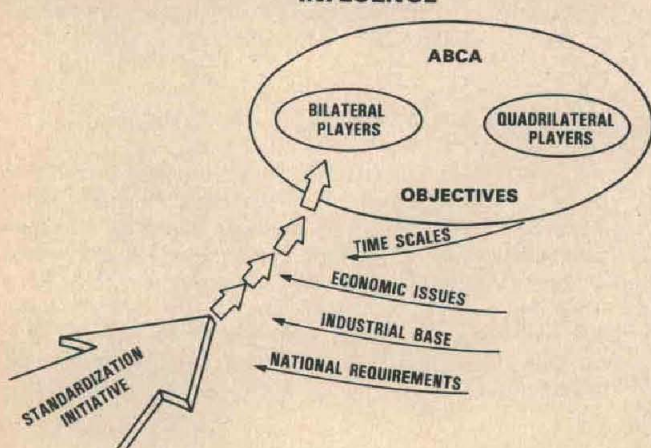 ABCA
BILATERAL
PLAYERS
QUADRILATERAL
PLAYERS
OBJECTIVES
TIME SCALES
ECONOMIC ISSUES
INDUSTRIAL BASE
NATIONAL REQUIREMENTS
STANDARDIZATION
INITIATIVE